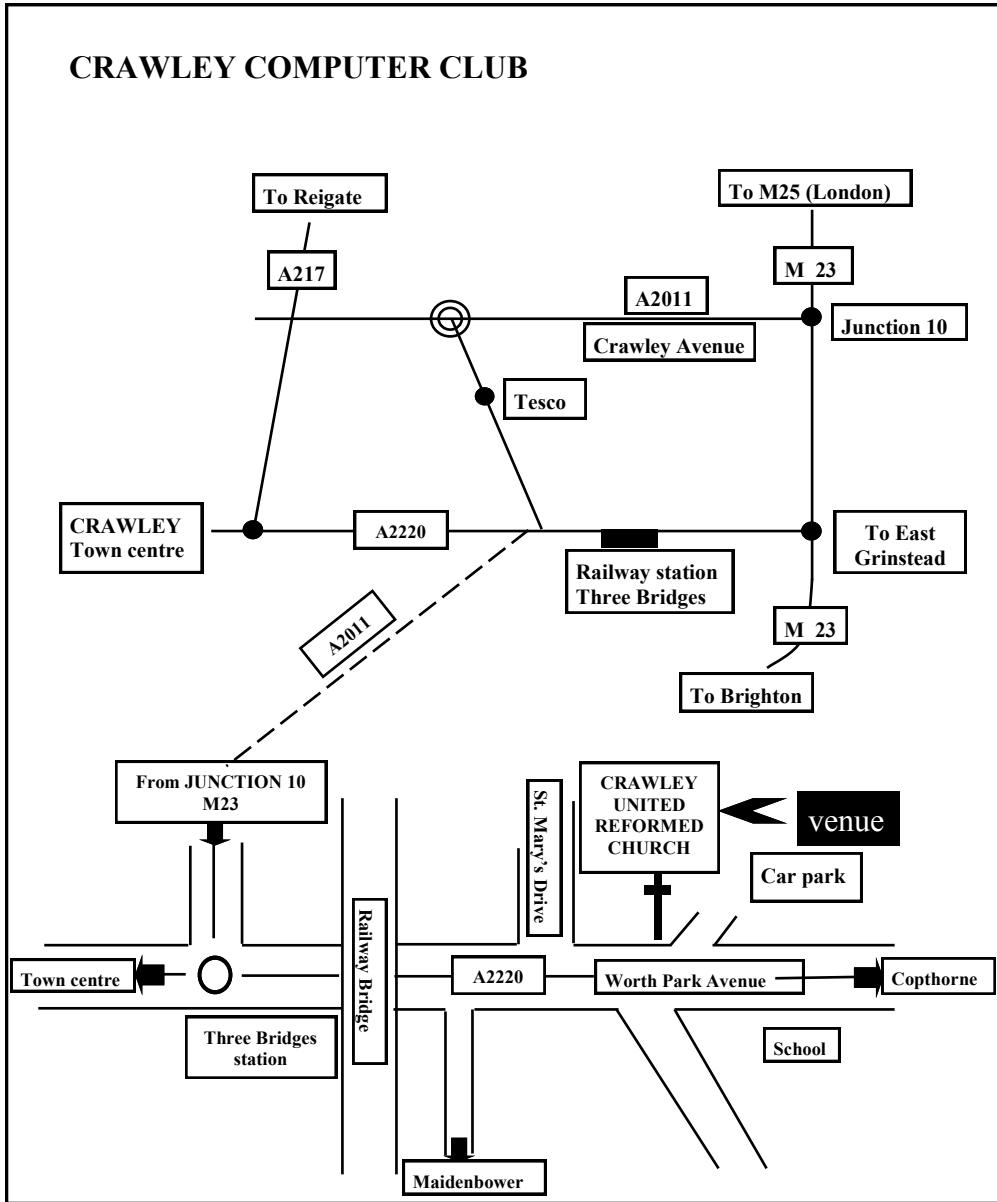 CRAWLEY COMPUTER CLUB
To Reigate
To M25 (London)
A217
M 23
A2011
Crawley Avenue
Junction 10
Tesco
CRAWLEY
Town centre
A2220
To East
Grinstead
Railway station
Three Bridges
A2011
M 23
To Brighton
From JUNCTION 10
M23
St. Mary's Drive
CRAWLEY
UNITED
REFORMED
CHURCH
venue
Car park
Railway Bridge
Town centre
A2220
Worth Park Avenue
Copthorne
Three Bridges
station
School
Maidenbower